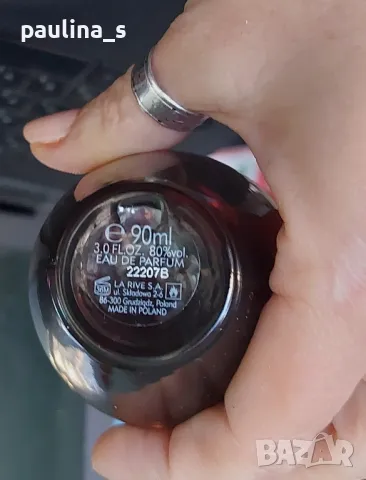 paulina_s
℮ 90ml
3.0 FL.OZ. 80%vol.
EAU DE PARFUM
22207B
LA RIVE S.A.
ul. Składowa 2-6
86-300 Grudziądz, Poland
MADE IN POLAND
BAZAR